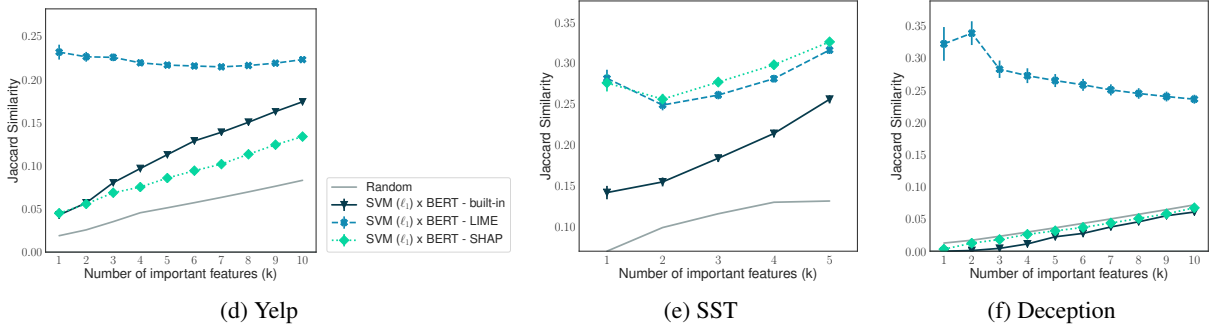 0.25
0.20
0.15
0.10
0.05
0.00
Jaccard Similarity
1 2 3 4 5 6 7 8 9 10
Number of important features (k)
(d) Yelp
Random
SVM (ℓ₁) x BERT - built-in
SVM (ℓ₁) x BERT - LIME
SVM (ℓ₁) x BERT - SHAP
0.35
0.30
0.25
0.20
0.15
0.10
Jaccard Similarity
1 2 3 4 5
Number of important features (k)
(e) SST
0.35
0.30
0.25
0.20
0.15
0.10
0.05
0.00
Jaccard Similarity
1 2 3 4 5 6 7 8 9 10
Number of important features (k)
(f) Deception